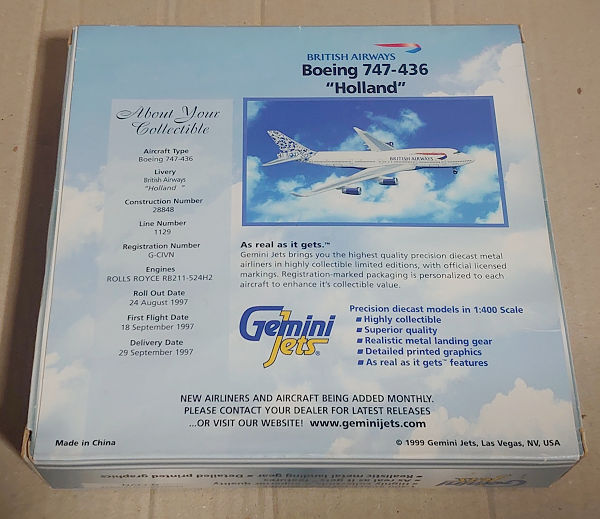 BRITISH AIRWAYS
Boeing 747-436
"Holland"
About Your
Collectible
Aircraft Type
Boeing 747-436
Livery
British Airways
"Holland "
Construction Number
28848
Line Number
1129
Registration Number
G-CIVN
Engines
ROLLS ROYCE RB211-524H2
Roll Out Date
24 August 1997
First Flight Date
18 September 1997
Delivery Date
29 September 1997
BRITISH AIRWAYS
As real as it gets.™
Gemini Jets brings you the highest quality precision diecast metal
airliners in highly collectible limited editions, with official licensed
markings. Registration-marked packaging is personalized to each
aircraft to enhance it's collectible value.
Gemini
Jets®
Precision diecast models in 1:400 Scale
■ Highly collectible
■ Superior quality
■ Realistic metal landing gear
■ Detailed printed graphics
■ As real as it gets™ features
NEW AIRLINERS AND AIRCRAFT BEING ADDED MONTHLY.
PLEASE CONTACT YOUR DEALER FOR LATEST RELEASES
...OR VISIT OUR WEBSITE! www.geminijets.com
Made in China
© 1999 Gemini Jets, Las Vegas, NV, USA
• Realistic metal landing gear • Detailed printed graphics